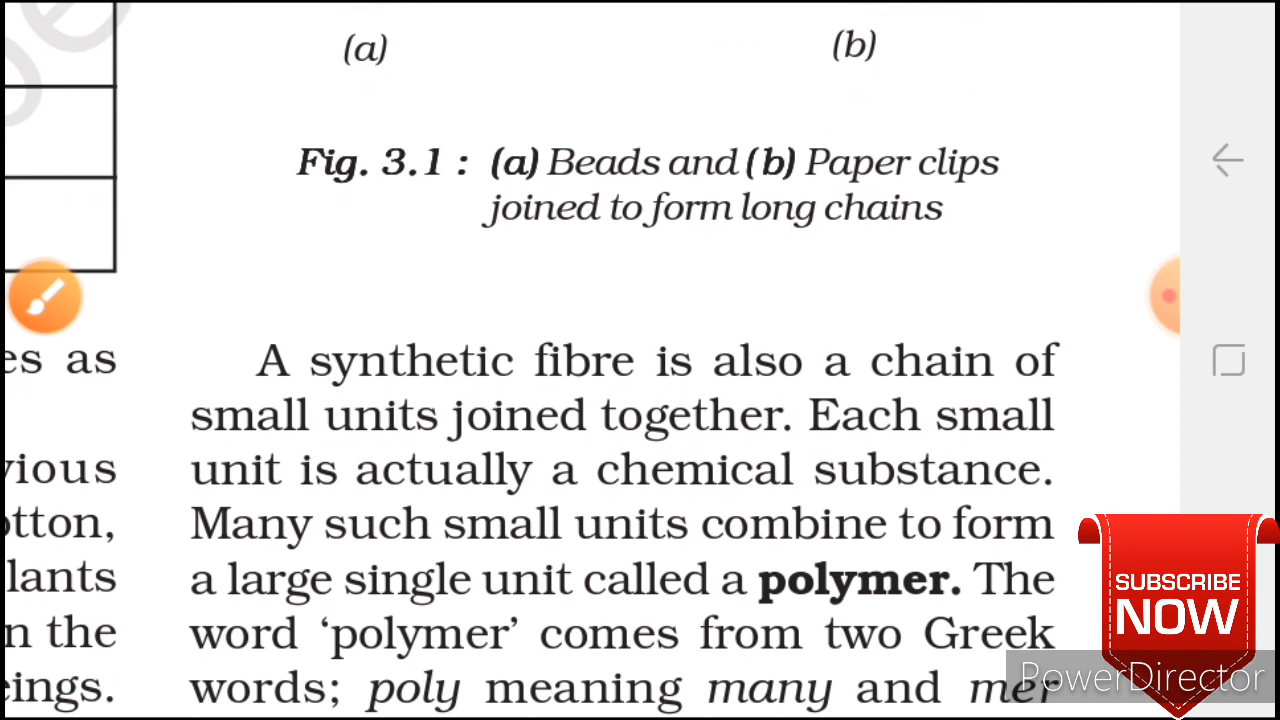 (a) (b)
Fig. 3.1 : (a) Beads and (b) Paper clips
joined to form long chains
es as
vious
otton,
lants
n the
eings.
A synthetic fibre is also a chain of
small units joined together. Each small
unit is actually a chemical substance.
Many such small units combine to form
a large single unit called a polymer. The
word ‘polymer’ comes from two Greek
words; poly meaning many and mer
SUBSCRIBE
NOW
PowerDirector